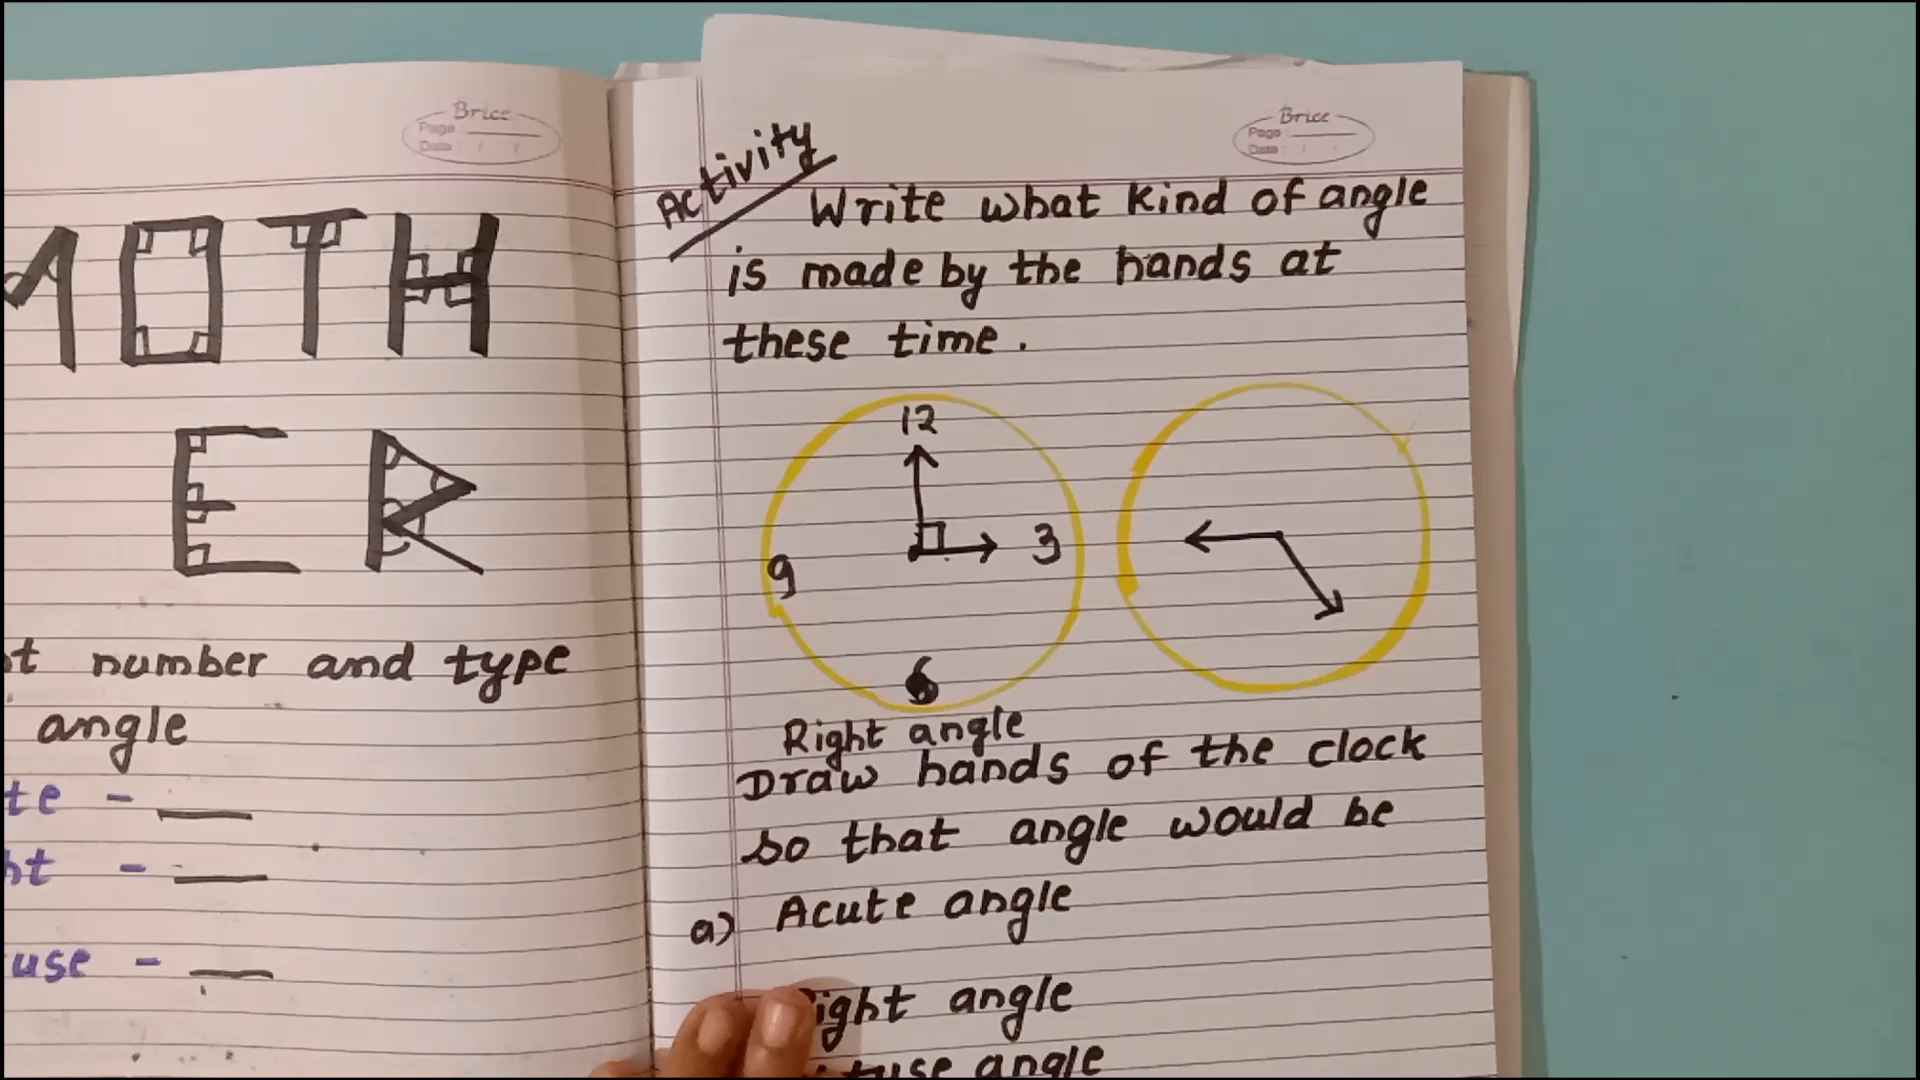 Brice
Page
Date
MOTH
ER
number and type
angle
te -
ht -
use -
Brice
Page
Date
Activity
Write what kind of angle
is made by the hands at
these time.
12
3
9
6
Right angle
Draw hands of the clock
so that angle would be
a) Acute angle
ight angle
tuse angle